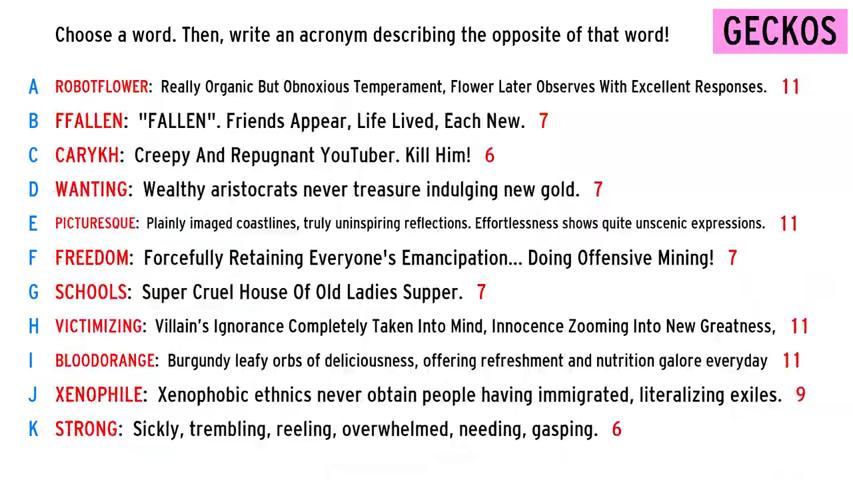 Choose a word. Then, write an acronym describing the opposite of that word!
GECKOS
A ROBOTFLOWER: Really Organic But Obnoxious Temperament, Flower Later Observes With Excellent Responses. 11
B FFALLEN: "FALLEN". Friends Appear, Life Lived, Each New. 7
C CARYKH: Creepy And Repugnant YouTuber. Kill Him! 6
D WANTING: Wealthy aristocrats never treasure indulging new gold. 7
E PICTURESQUE: Plainly imaged coastlines, truly uninspiring reflections. Effortlessness shows quite unscenic expressions. 11
F FREEDOM: Forcefully Retaining Everyone's Emancipation... Doing Offensive Mining! 7
G SCHOOLS: Super Cruel House Of Old Ladies Supper. 7
H VICTIMIZING: Villain's Ignorance Completely Taken Into Mind, Innocence Zooming Into New Greatness, 11
I BLOODORANGE: Burgundy leafy orbs of deliciousness, offering refreshment and nutrition galore everyday 11
J XENOPHILE: Xenophobic ethnics never obtain people having immigrated, literalizing exiles. 9
K STRONG: Sickly, trembling, reeling, overwhelmed, needing, gasping. 6